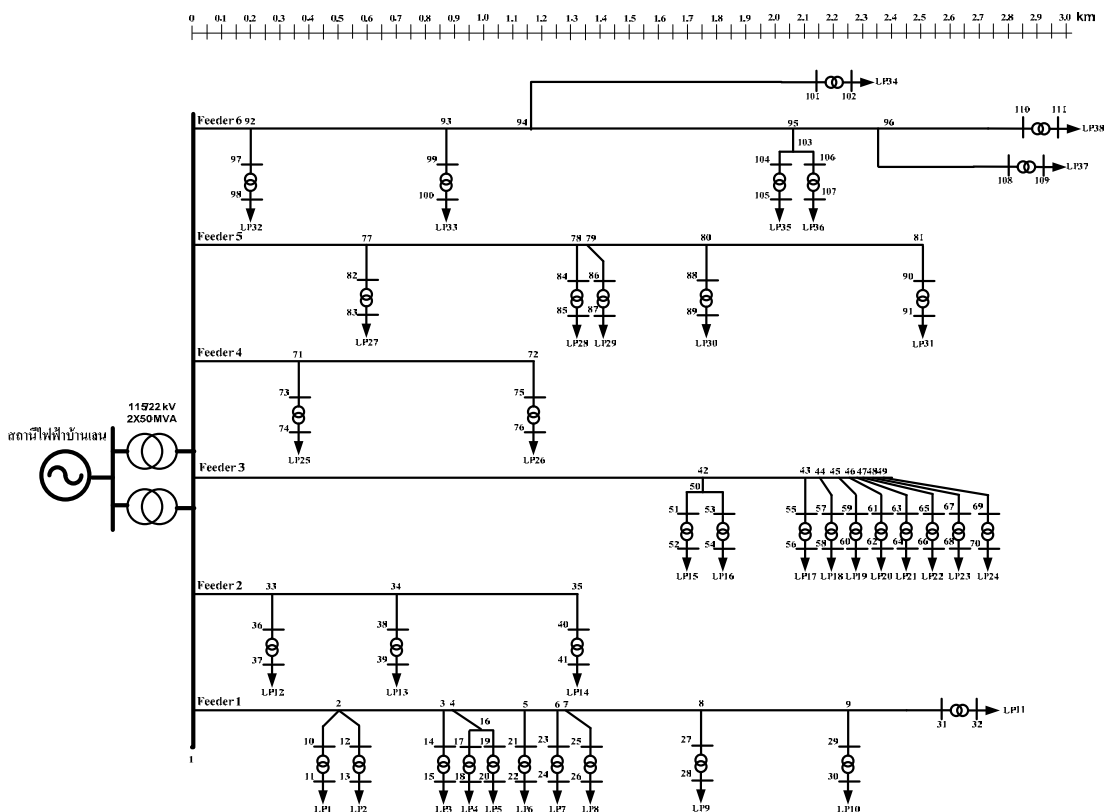 0 0.1 0.2 0.3 0.4 0.5 0.6 0.7 0.8 0.9 1.0 1.1 1.2 1.3 1.4 1.5 1.6 1.7 1.8 1.9 2.0 2.1 2.2 2.3 2.4 2.5 2.6 2.7 2.8 2.9 3.0 km
101 102 LP34
Feeder 6 92 93 94 95 96 110 111 LP38
103
97 99 104 106 108 109 LP37
98 100 105 107
LP32 LP33 LP35 LP36
Feeder 5 77 78 79 80 81
82 84 86 88 90
83 85 87 89 91
LP27 LP28 LP29 LP30 LP31
Feeder 4 71 72
73 75
74 76
LP25 LP26
115/22 kV
2X50 MVA
สถานีไฟฟ้าบางเลน
Feeder 3 42 43 44 45 46 47 48 49
50
51 53 55 57 59 61 63 65 67 69
52 54 56 58 60 62 64 66 68 70
LP15 LP16 LP17 LP18 LP19 LP20 LP21 LP22 LP23 LP24
Feeder 2 33 34 35
36 38 40
37 39 41
LP12 LP13 LP14
Feeder 1 2 3 4 5 6 7 8 9 31 32 LP11
16
10 12 14 17 19 21 23 25 27 29
11 13 15 18 20 22 24 26 28 30
LP1 LP2 LP3 LP4 LP5 LP6 LP7 LP8 LP9 LP10
1